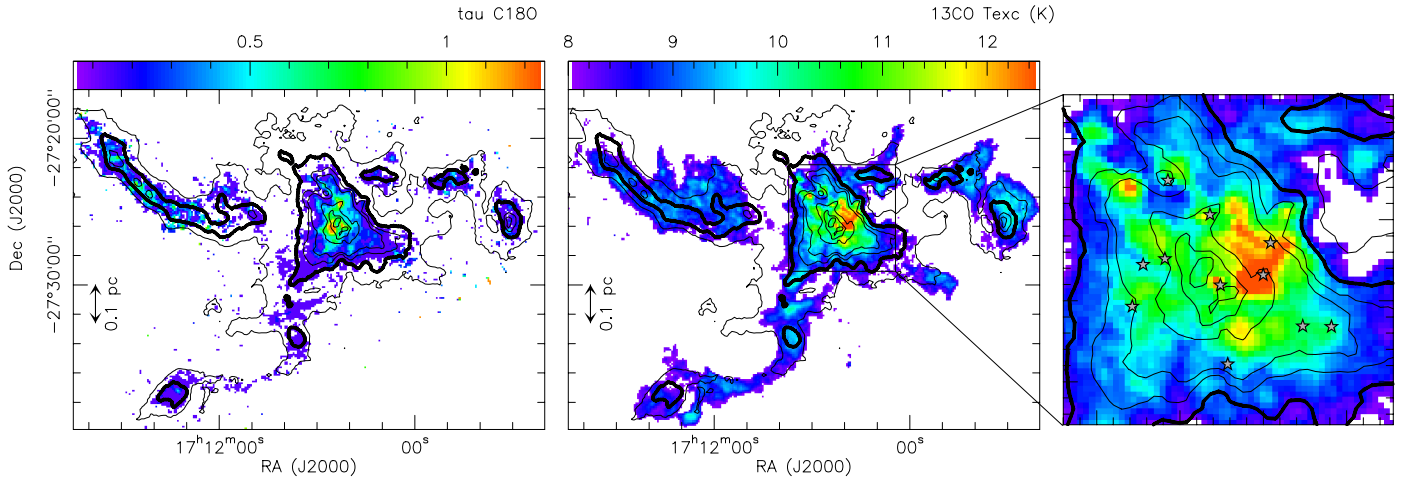 tau C18O
13CO Texc (K)
0.5
1
8
9
10
11
12
−27°20'00"
−27°30'00"
Dec (J2000)
0.1 pc
0.1 pc
17ʰ12ᵐ00ˢ
00ˢ
17ʰ12ᵐ00ˢ
00ˢ
RA (J2000)
RA (J2000)